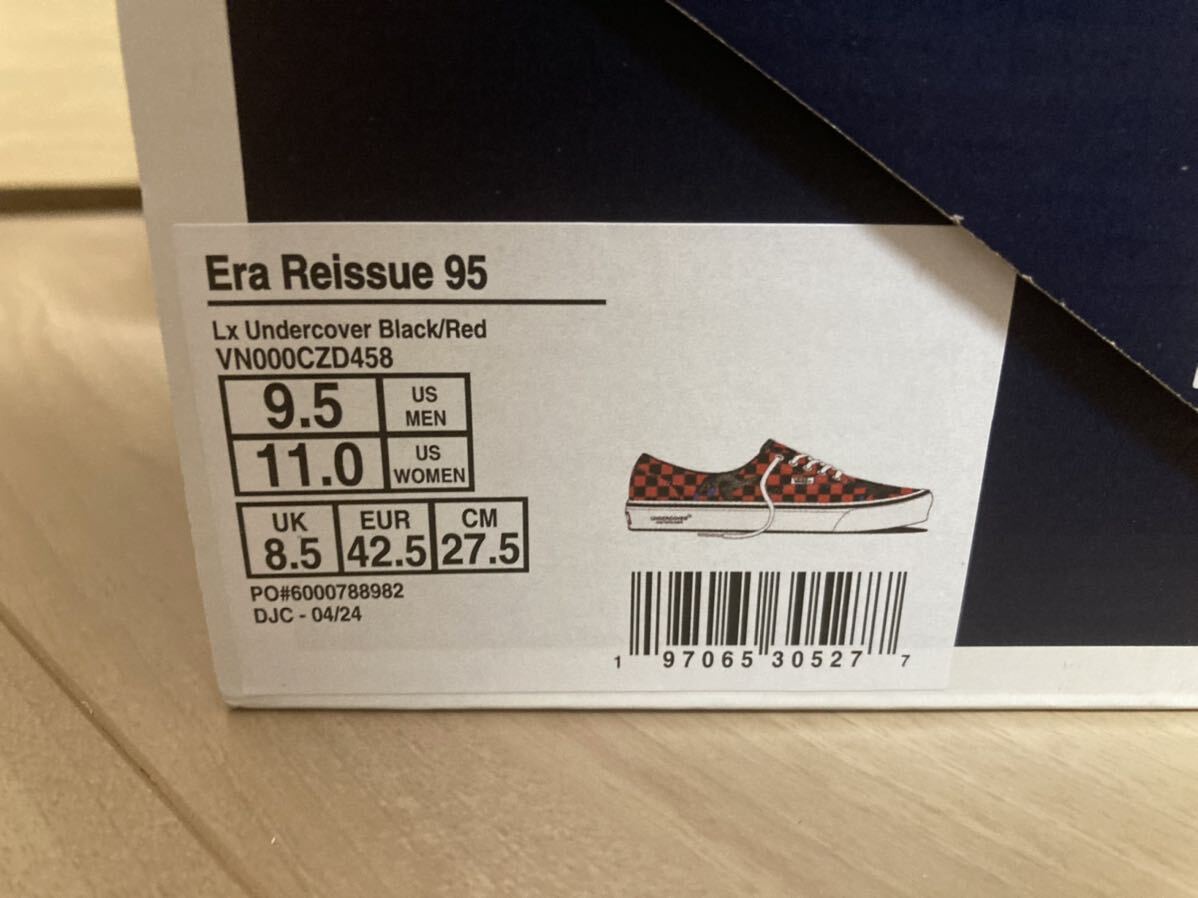 Era Reissue 95
Lx Undercover Black/Red
VN000CZD458
9.5 US MEN
11.0 US WOMEN
UK EUR CM
8.5 42.5 27.5
PO#6000788982
DJC - 04/24
UNDERCOVER
1 97065 30527 7